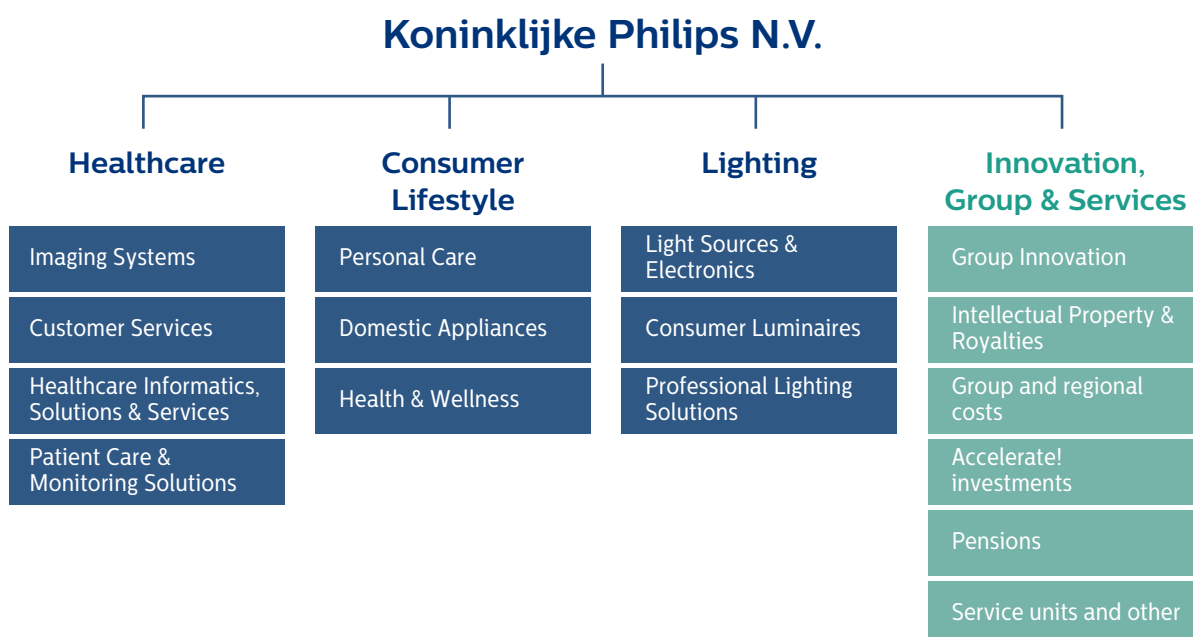 Koninklijke Philips N.V.
Healthcare
Imaging Systems
Customer Services
Healthcare Informatics,
Solutions & Services
Patient Care &
Monitoring Solutions
Consumer
Lifestyle
Personal Care
Domestic Appliances
Health & Wellness
Lighting
Light Sources &
Electronics
Consumer Luminaires
Professional Lighting
Solutions
Innovation,
Group & Services
Group Innovation
Intellectual Property &
Royalties
Group and regional
costs
Accelerate!
investments
Pensions
Service units and other